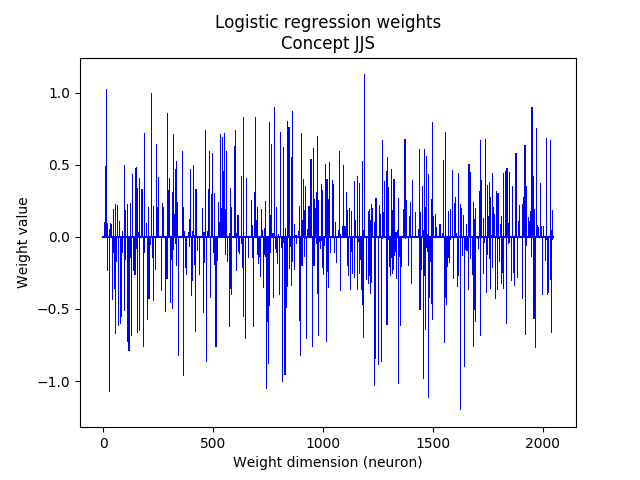 Logistic regression weights
Concept JJS
Weight value
1.0
0.5
0.0
−0.5
−1.0
0 500 1000 1500 2000
Weight dimension (neuron)